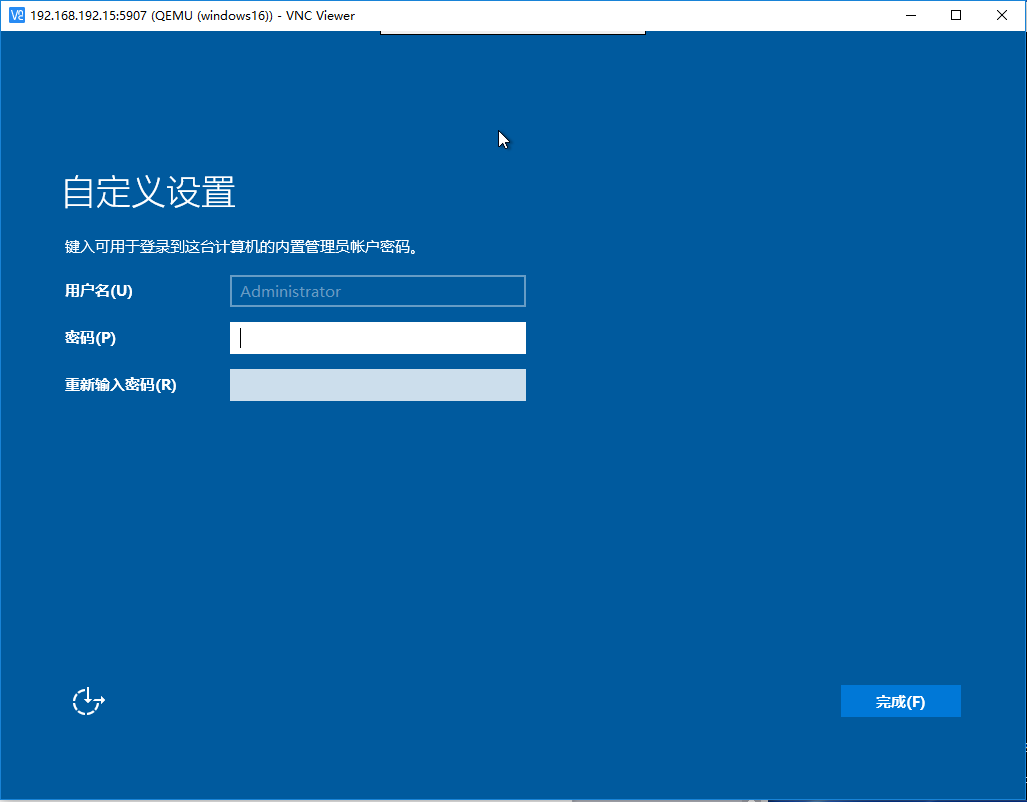 192.168.192.15:5907 (QEMU (windows16)) - VNC Viewer
自定义设置
键入可用于登录到这台计算机的内置管理员帐户密码。
用户名(U) Administrator
密码(P)
重新输入密码(R)
完成(F)